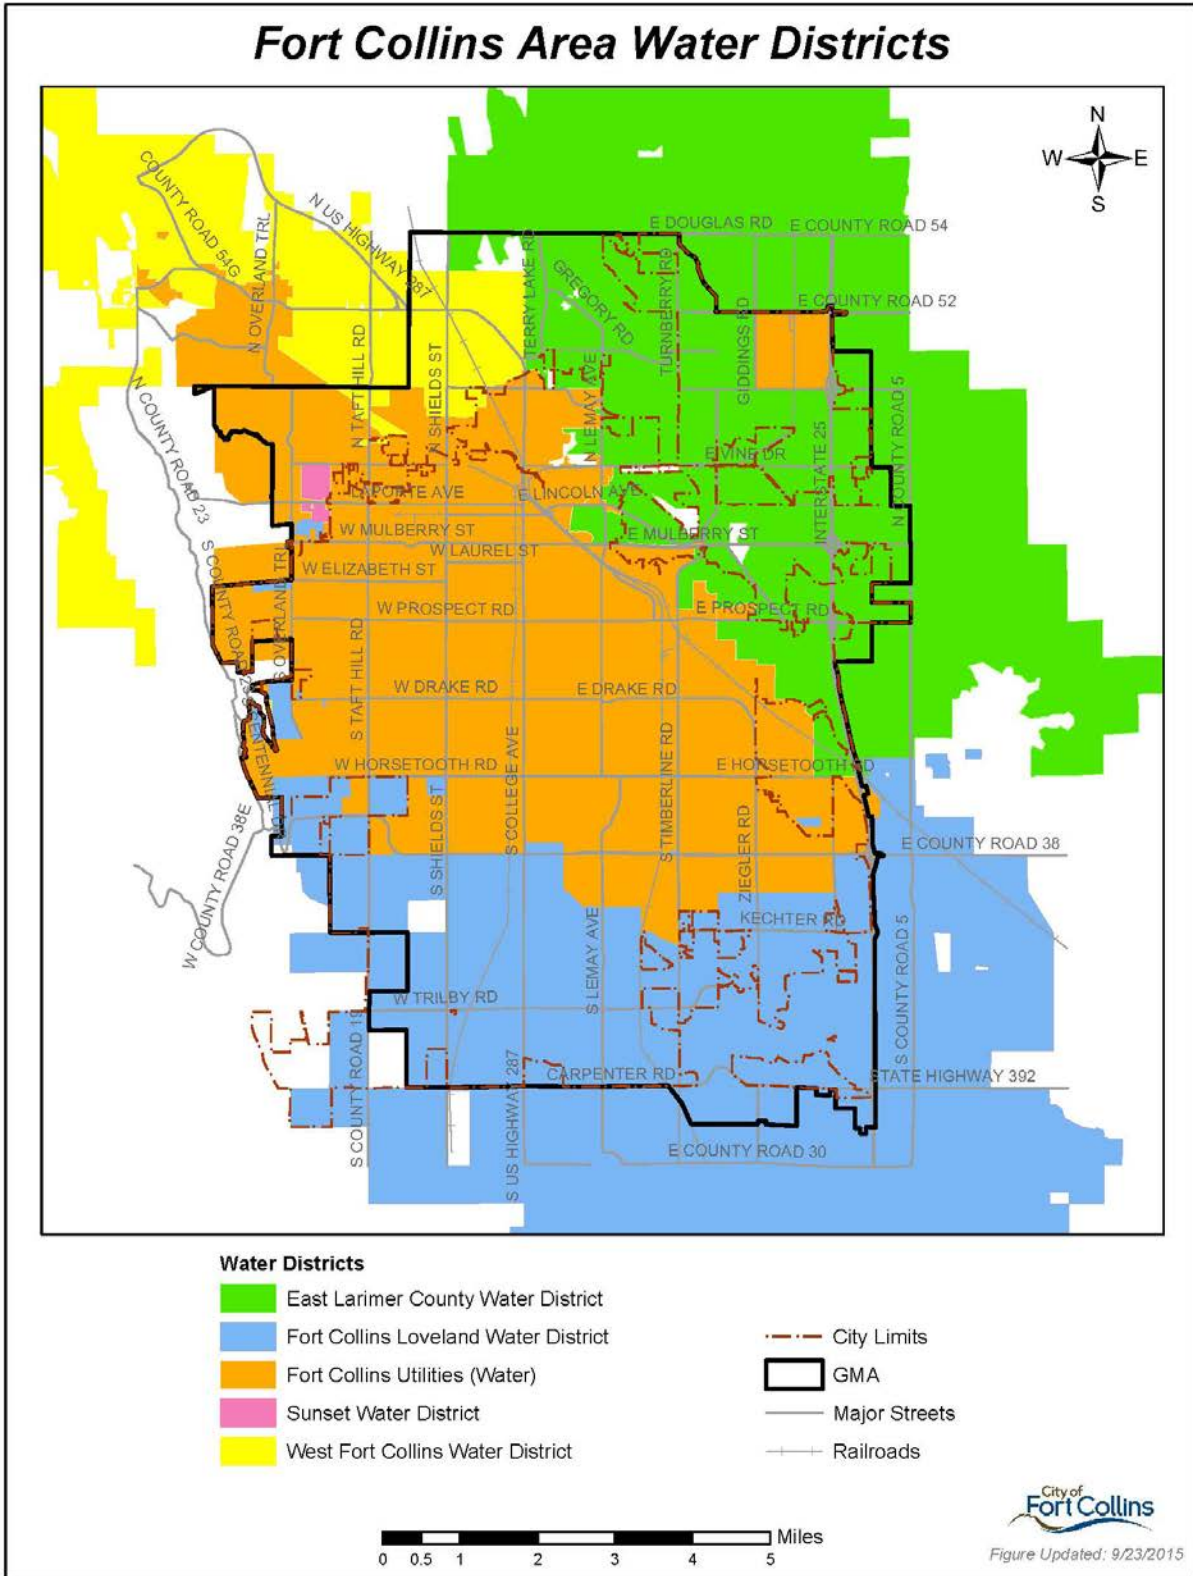 Fort Collins Area Water Districts
N
W
E
S
COUNTY ROAD 54G
N OVERLAND TRL
N US HIGHWAY 287
E DOUGLAS RD
E COUNTY ROAD 54
TERRY LAKE RD
GREGORY RD
TURNBERRY RD
GIDDINGS RD
E COUNTY ROAD 52
N TAFT HILL RD
N SHIELDS ST
N LEMAY AVE
INTERSTATE 25
N COUNTY ROAD 5
N COUNTY ROAD 23
E VINE DR
LAPORTE AVE
E LINCOLN AVE
W MULBERRY ST
E MULBERRY ST
W LAUREL ST
W ELIZABETH ST
S OVERLAND TRL
S COUNTY ROAD 23
W PROSPECT RD
E PROSPECT RD
S TAFT HILL RD
W DRAKE RD
E DRAKE RD
S COLLEGE AVE
S TIMBERLINE RD
W HORSETOOTH RD
E HORSETOOTH RD
S SHIELDS ST
ZIEGLER RD
W COUNTY ROAD 38E
E COUNTY ROAD 38
S LEMAY AVE
KECHTER RD
S COUNTY ROAD 5
W TRILBY RD
S COUNTY ROAD 19
S US HIGHWAY 287
CARPENTER RD
STATE HIGHWAY 392
E COUNTY ROAD 30
Water Districts
East Larimer County Water District
Fort Collins Loveland Water District
Fort Collins Utilities (Water)
Sunset Water District
West Fort Collins Water District
City Limits
GMA
Major Streets
Railroads
0 0.5 1 2 3 4 5 Miles
City of
Fort Collins
Figure Updated: 9/23/2015